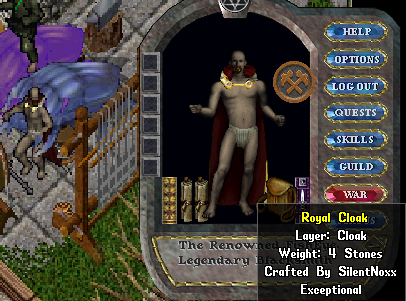 HELP
OPTIONS
LOG OUT
QUESTS
SKILLS
GUILD
WAR
Royal Cloak
Layer: Cloak
Weight: 4 Stones
Crafted By SilentNoxx
Exceptional
The Renowned
Legendary